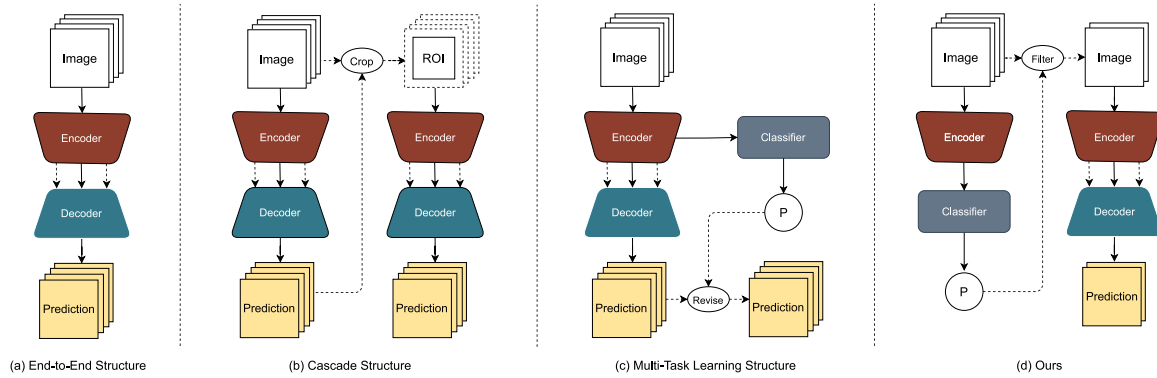 Image
Encoder
Decoder
Prediction
(a) End-to-End Structure
Image
Crop
ROI
Encoder
Encoder
Decoder
Decoder
Prediction
Prediction
(b) Cascade Structure
Image
Encoder
Classifier
Decoder
P
Prediction
Revise
Prediction
(c) Multi-Task Learning Structure
Image
Filter
Image
Encoder
Encoder
Classifier
Decoder
P
Prediction
(d) Ours